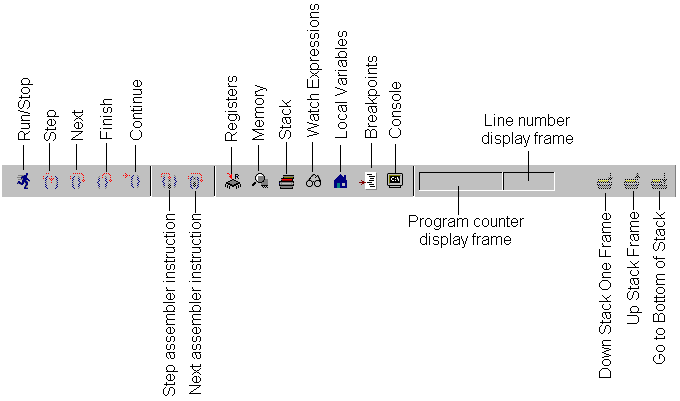 Run/Stop
Step
Next
Finish
Continue
Registers
Memory
Stack
Watch Expressions
Local Variables
Breakpoints
Console
Line number
display frame
Program counter
display frame
Step assembler instruction
Next assembler instruction
Down Stack One Frame
Up Stack Frame
Go to Bottom of Stack